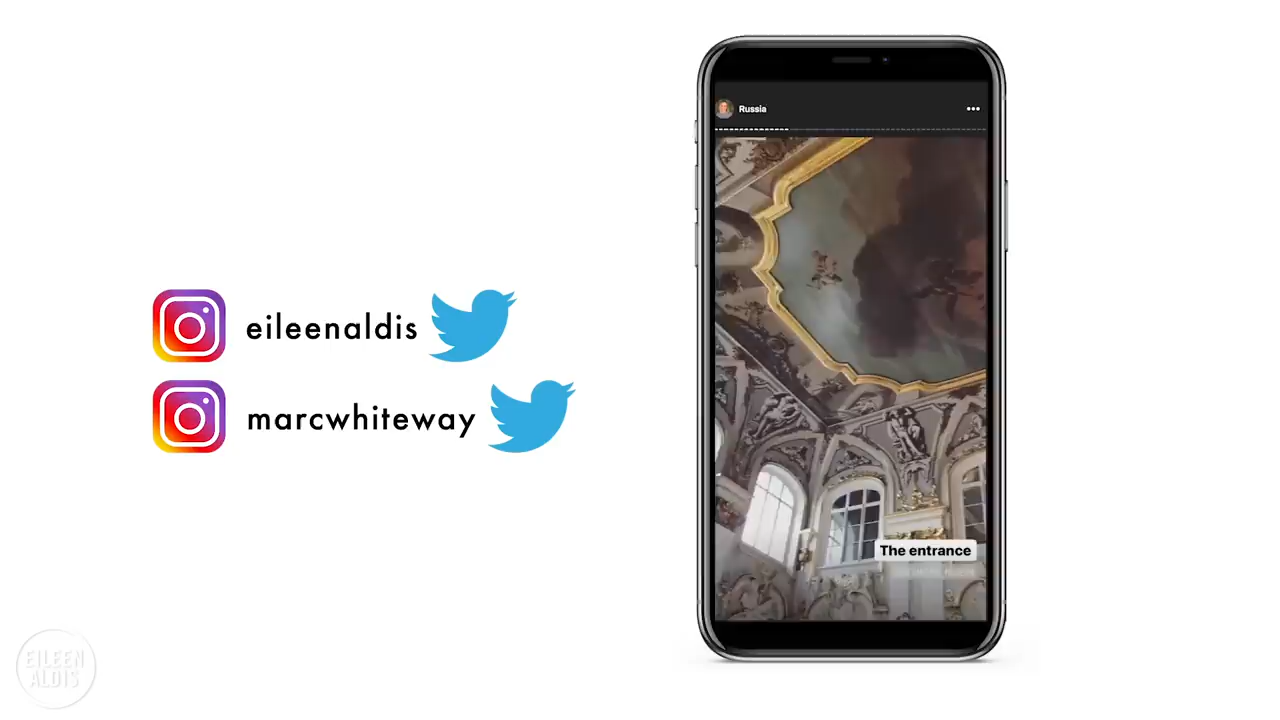 eileenaldis
marcwhiteway
Russia
The entrance
EILEEN
ALDIS